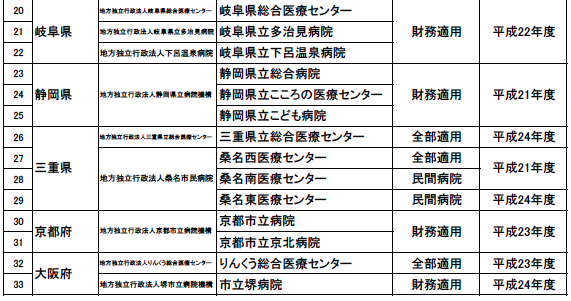 20 岐阜県 地方独立行政法人岐阜県総合医療センター 岐阜県総合医療センター 財務適用 平成22年度
21 地方独立行政法人岐阜県立多治見病院 岐阜県立多治見病院
22 地方独立行政法人下呂温泉病院 岐阜県立下呂温泉病院
23 静岡県 地方独立行政法人静岡県立病院機構 静岡県立総合病院 財務適用 平成21年度
24 静岡県立こころの医療センター
25 静岡県立こども病院
26 三重県 地方独立行政法人三重県立総合医療センター 三重県立総合医療センター 全部適用 平成24年度
27 地方独立行政法人桑名市民病院 桑名西医療センター 全部適用 平成21年度
28 桑名南医療センター 民間病院
29 桑名東医療センター 民間病院 平成24年度
30 京都府 地方独立行政法人京都市立病院機構 京都市立病院 財務適用 平成23年度
31 京都市立京北病院
32 大阪府 地方独立行政法人りんくう総合医療センター りんくう総合医療センター 全部適用 平成23年度
33 地方独立行政法人堺市立病院機構 市立堺病院 財務適用 平成24年度